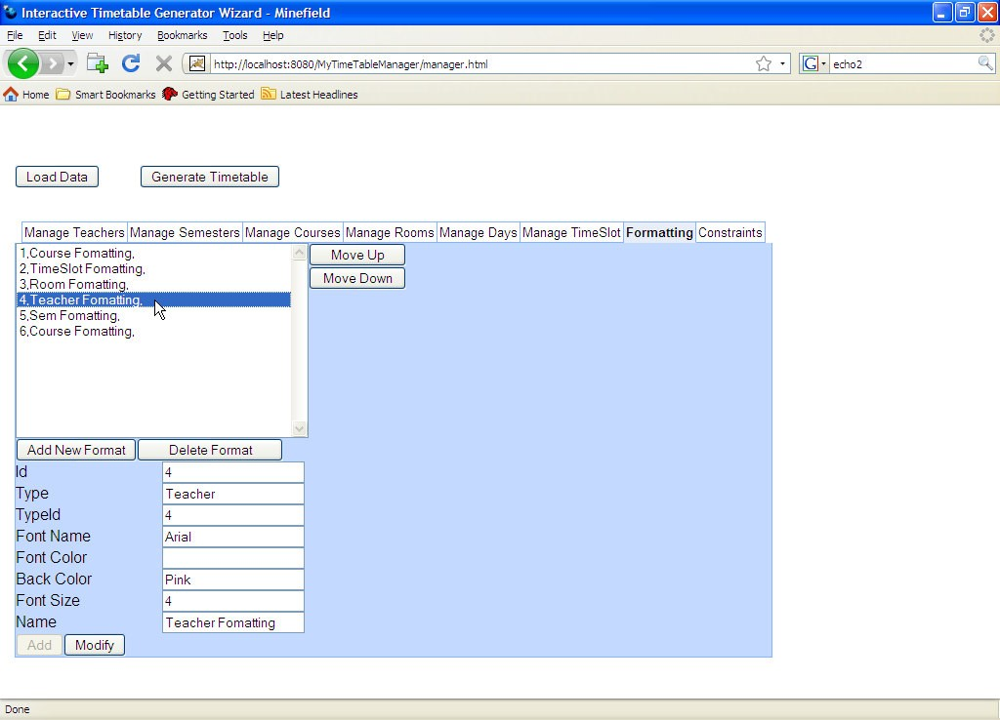 Interactive Timetable Generator Wizard - Minefield
File Edit View History Bookmarks Tools Help
http://localhost:8080/MyTimeTableManager/manager.html G echo2
Home Smart Bookmarks Getting Started Latest Headlines
Load Data Generate Timetable
Manage Teachers Manage Semesters Manage Courses Manage Rooms Manage Days Manage TimeSlot Formatting Constraints
1,Course Fomatting, Move Up
2,TimeSlot Fomatting, Move Down
3,Room Fomatting,
4,Teacher Fomatting,
5,Sem Fomatting,
6,Course Fomatting,
Add New Format Delete Format
Id 4
Type Teacher
TypeId 4
Font Name Arial
Font Color
Back Color Pink
Font Size 4
Name Teacher Fomatting
Add Modify
Done